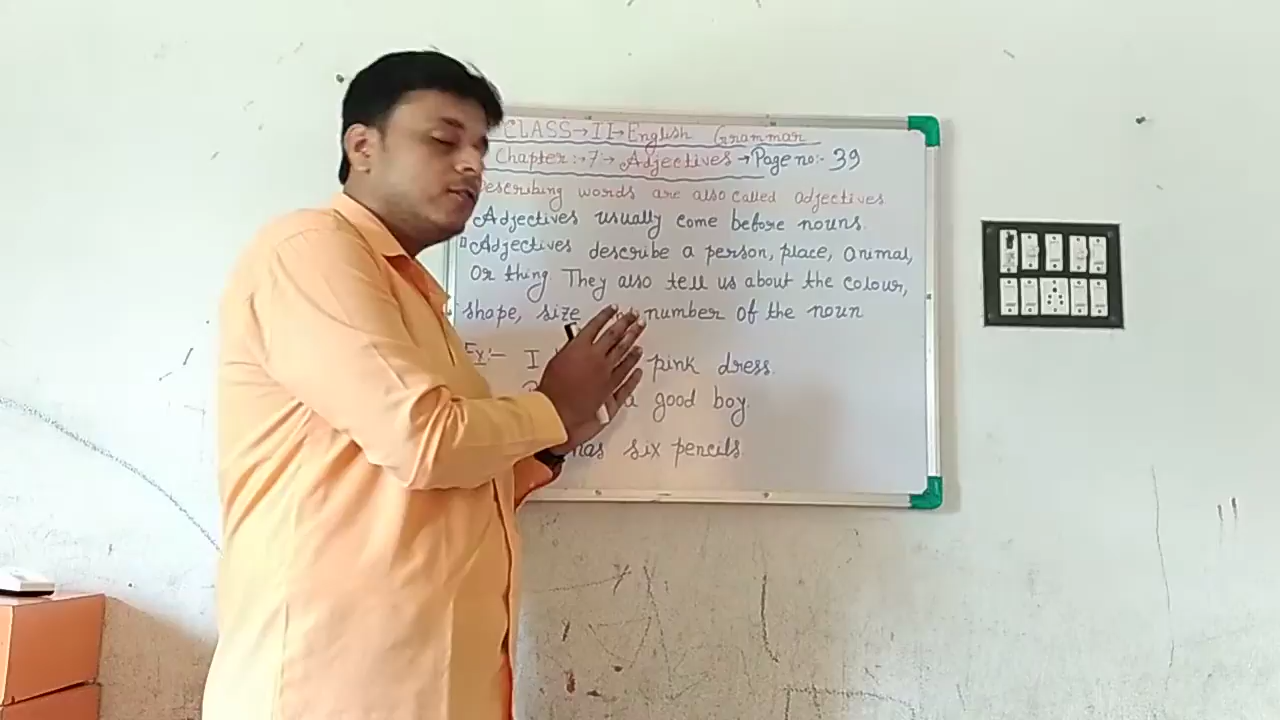 CLASS→II→English Grammar
Chapter:-7→Adjectives→Page no:- 39
Describing words are also called adjectives
Adjectives usually come before nouns.
Adjectives describe a person, place, animal,
Or thing They also tell us about the colour,
shape, size number of the noun
Ex:- I pink dress.
a good boy.
has six pencils.